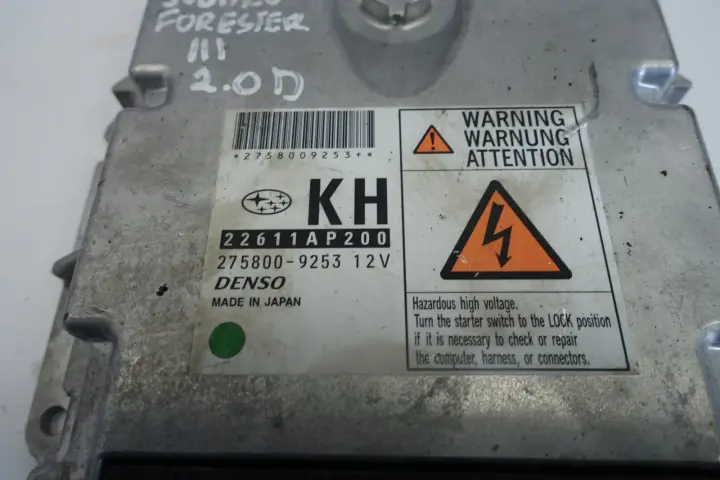 SUBARU
FORESTER
III
2.0D
*2758009253+*
KH
22611AP200
275800-9253 12V
DENSO
MADE IN JAPAN
! WARNING
WARNUNG
ATTENTION
Hazardous high voltage.
Turn the starter switch to the LOCK position
if it is necessary to check or repair
the computer, harness, or connectors.